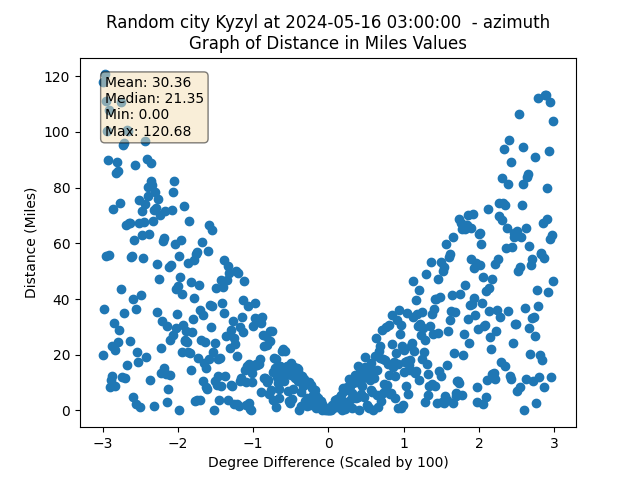 Random city Kyzyl at 2024-05-16 03:00:00  - azimuth
Graph of Distance in Miles Values
Mean: 30.36
Median: 21.35
Min: 0.00
Max: 120.68
120
100
80
60
40
20
0
Distance (Miles)
−3 −2 −1 0 1 2 3
Degree Difference (Scaled by 100)